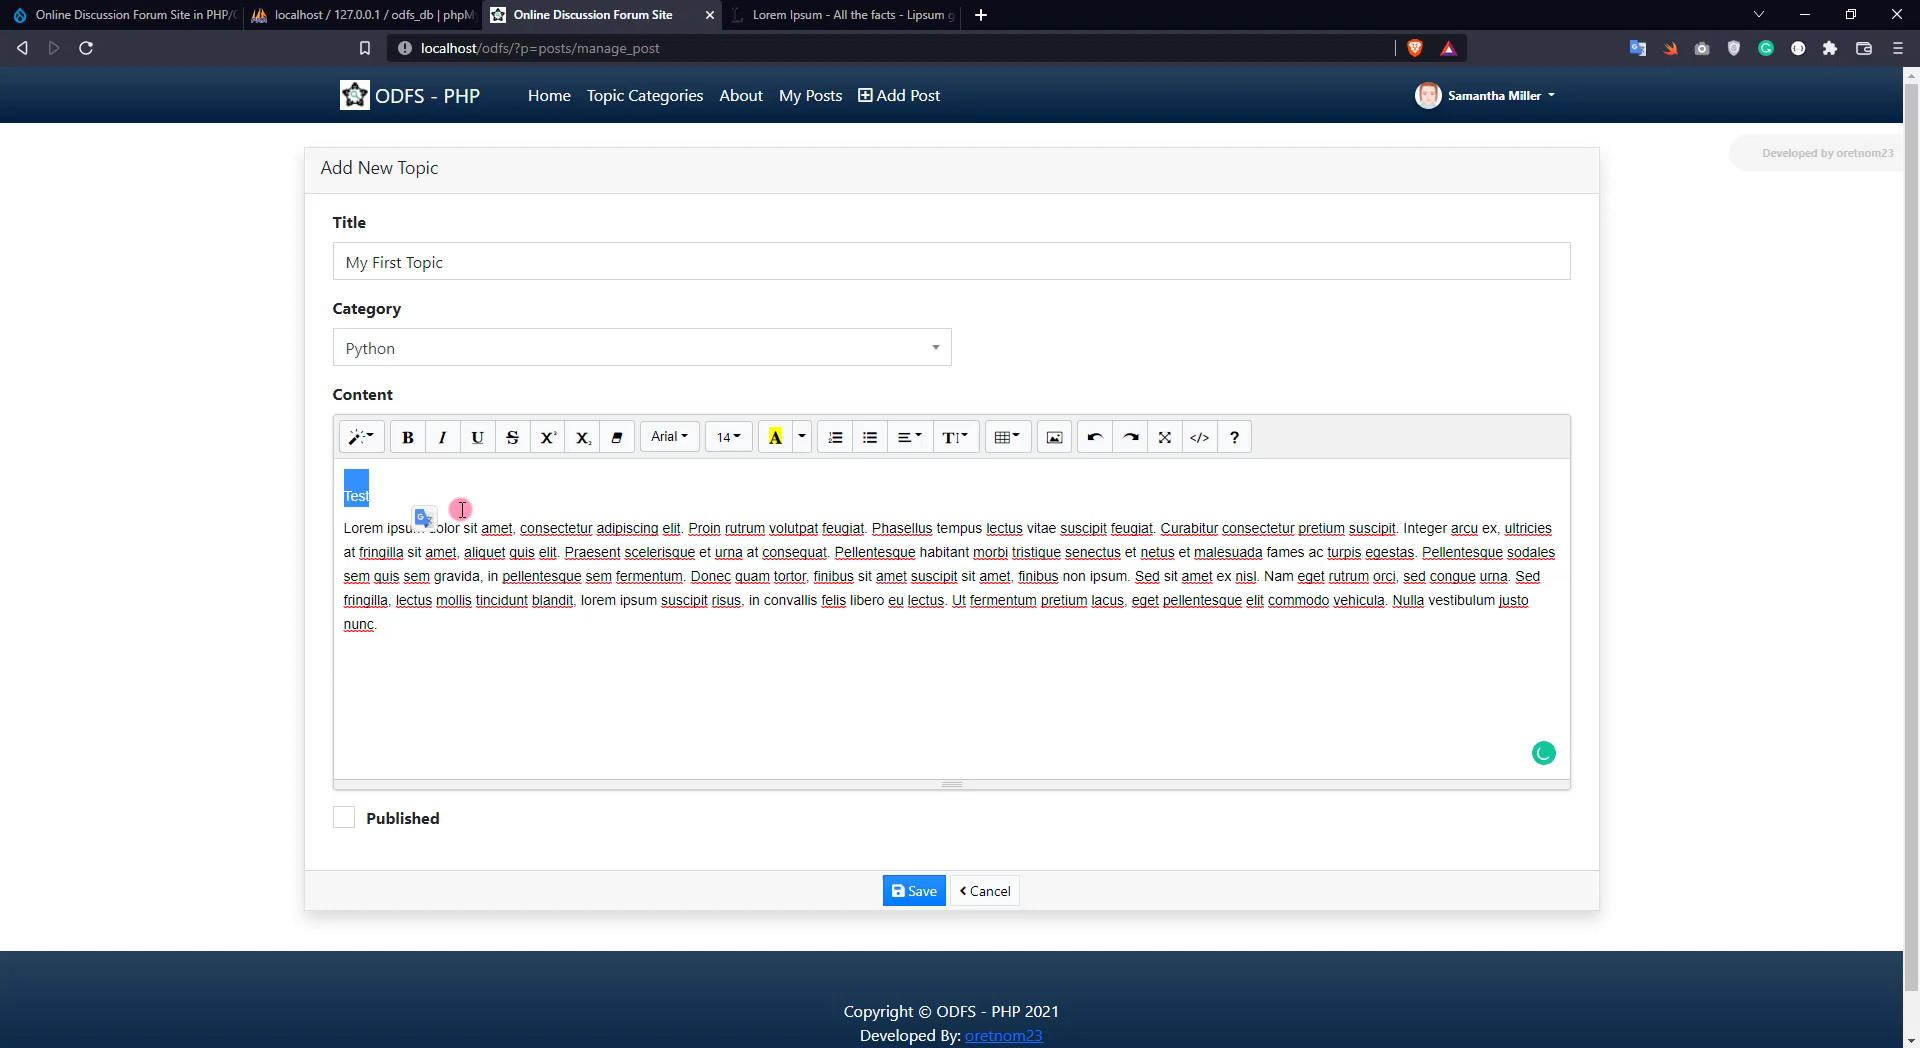 Online Discussion Forum Site in PHP/
localhost / 127.0.0.1 / odfs_db | phpM
Online Discussion Forum Site
Lorem Ipsum - All the facts - Lipsum g
localhost/odfs/?p=posts/manage_post
ODFS - PHP
Home
Topic Categories
About
My Posts
Add Post
Samantha Miller
Developed by oretnom23
Add New Topic
Title
My First Topic
Category
Python
Content
B I U S X² X₂ Arial 14 A T </> ?
Test
Lorem ipsum dolor sit amet, consectetur adipiscing elit. Proin rutrum volutpat feugiat. Phasellus tempus lectus vitae suscipit feugiat. Curabitur consectetur pretium suscipit. Integer arcu ex, ultricies
at fringilla sit amet, aliquet quis elit. Praesent scelerisque et urna at consequat. Pellentesque habitant morbi tristique senectus et netus et malesuada fames ac turpis egestas. Pellentesque sodales
sem quis sem gravida, in pellentesque sem fermentum. Donec quam tortor, finibus sit amet suscipit sit amet, finibus non ipsum. Sed sit amet ex nisl. Nam eget rutrum orci, sed congue urna. Sed
fringilla, lectus mollis tincidunt blandit, lorem ipsum suscipit risus, in convallis felis libero eu lectus. Ut fermentum pretium lacus, eget pellentesque elit commodo vehicula. Nulla vestibulum justo
nunc.
Published
Save
Cancel
Copyright © ODFS - PHP 2021
Developed By: oretnom23